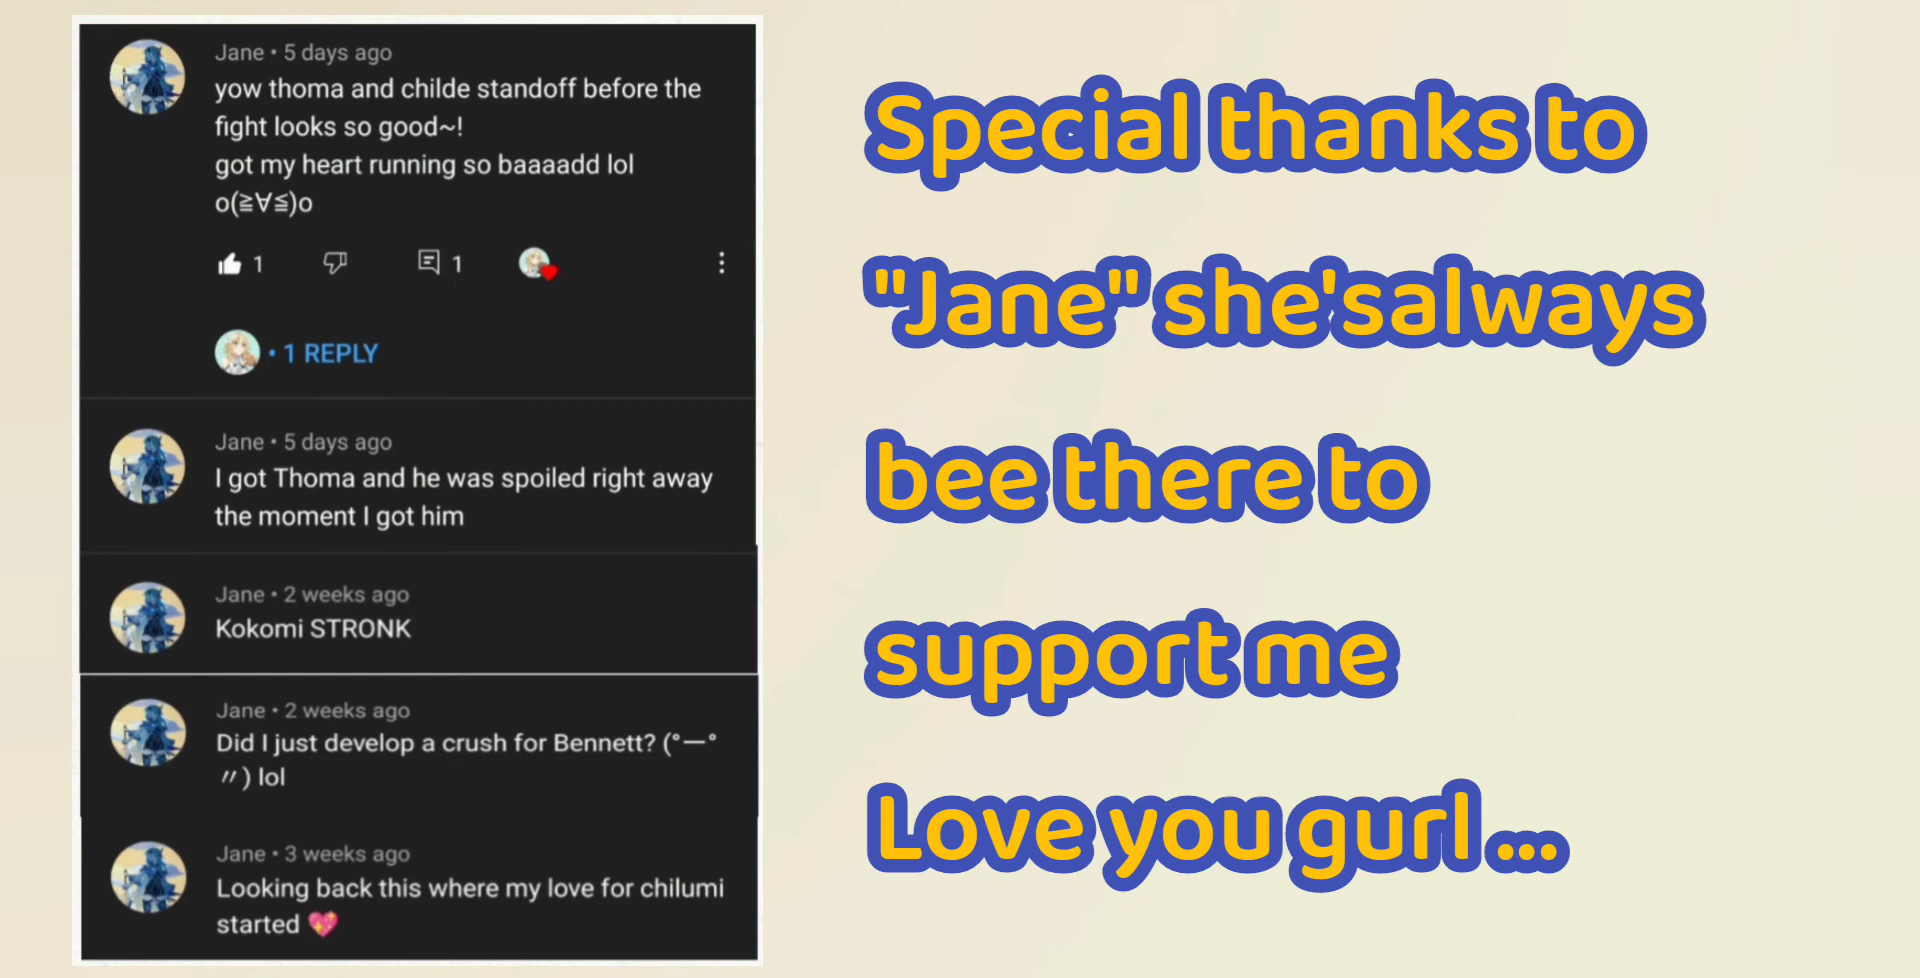 Jane • 5 days ago
yow thoma and childe standoff before the
fight looks so good~!
got my heart running so baaaadd lol
o(≧∀≦)o
1
1
• 1 REPLY
Jane • 5 days ago
I got Thoma and he was spoiled right away
the moment I got him
Jane • 2 weeks ago
Kokomi STRONK
Jane • 2 weeks ago
Did I just develop a crush for Bennett? (°ー°
〃) lol
Jane • 3 weeks ago
Looking back this where my love for chilumi
started 💖
Special thanks to
"Jane" she'salways
bee there to
support me
Love you gurl ...